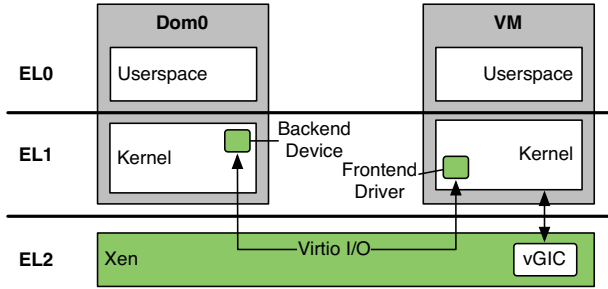 Dom0
VM
EL0
Userspace
Userspace
EL1
Kernel
Backend
Device
Frontend
Driver
Kernel
EL2
Xen
Virtio I/O
vGIC